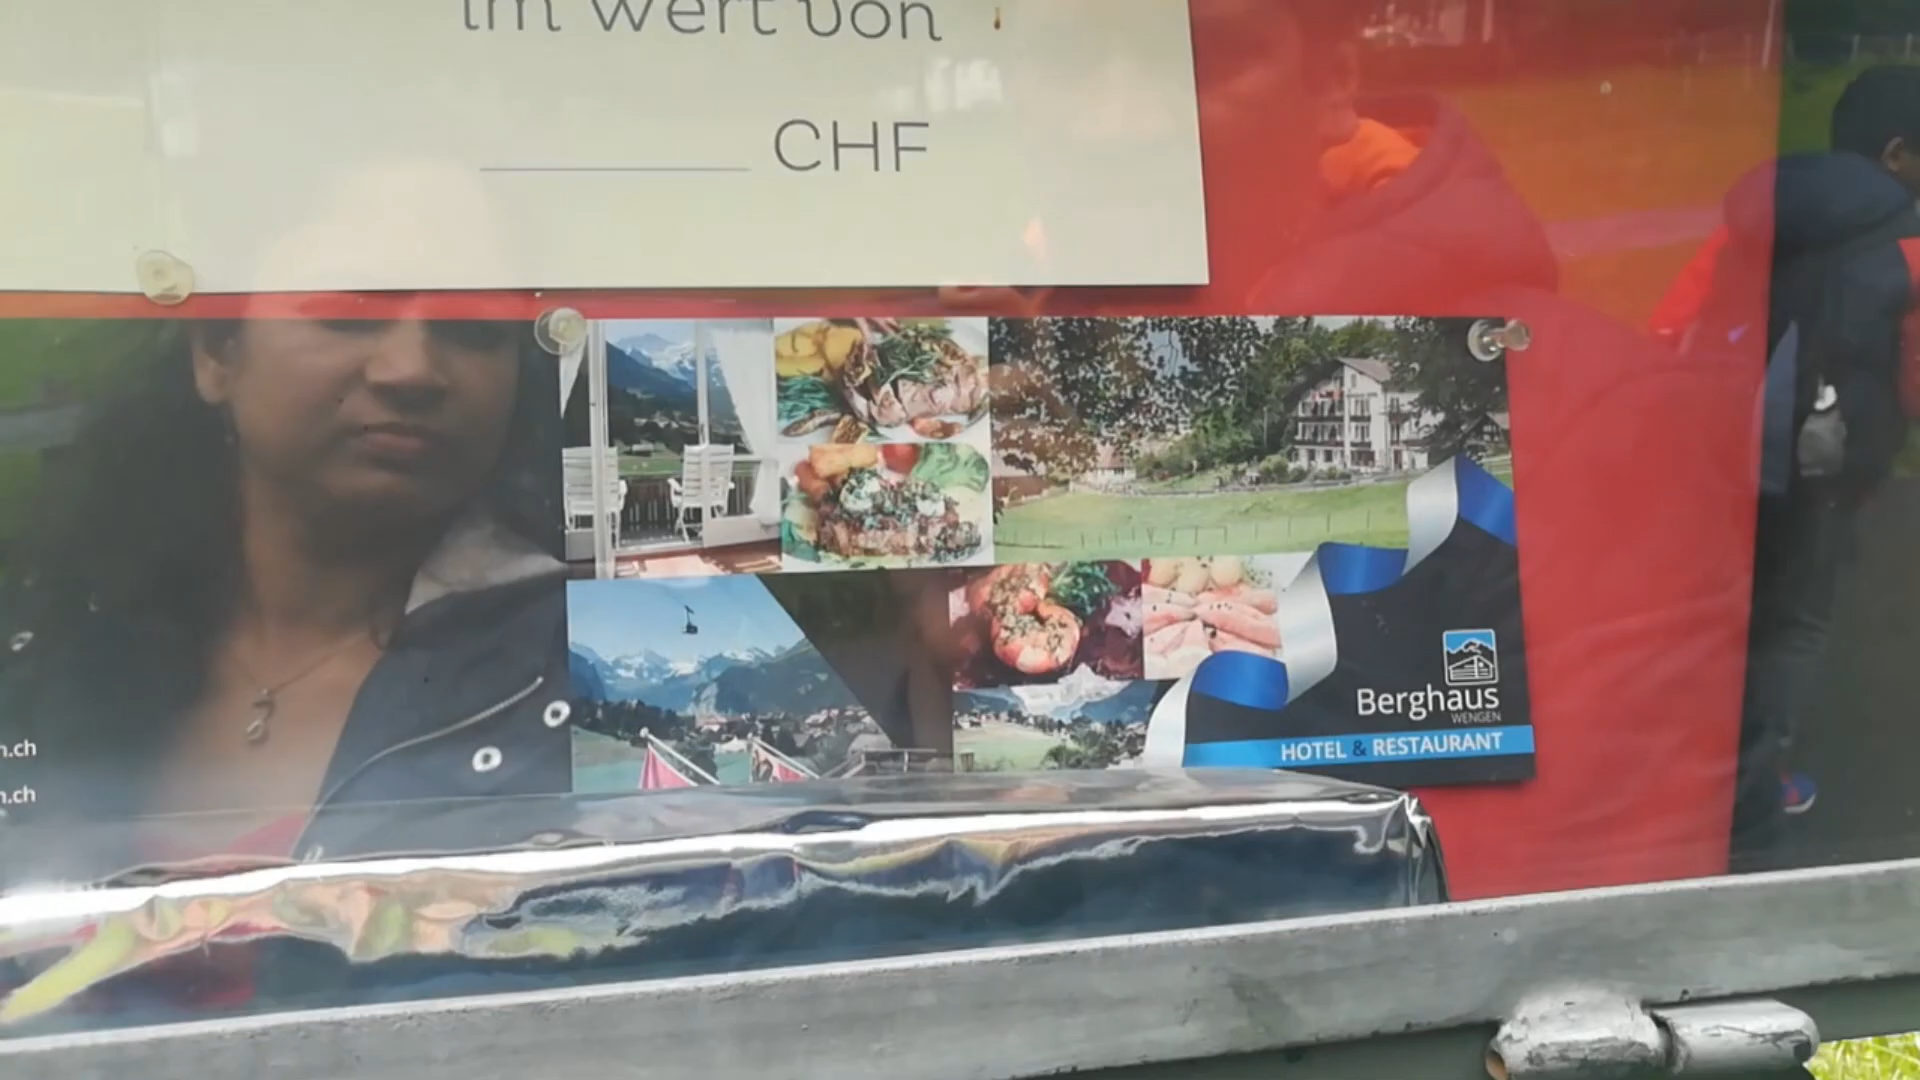 im Wert von
CHF
n.ch
n.ch
Berghaus
WENGEN
HOTEL & RESTAURANT